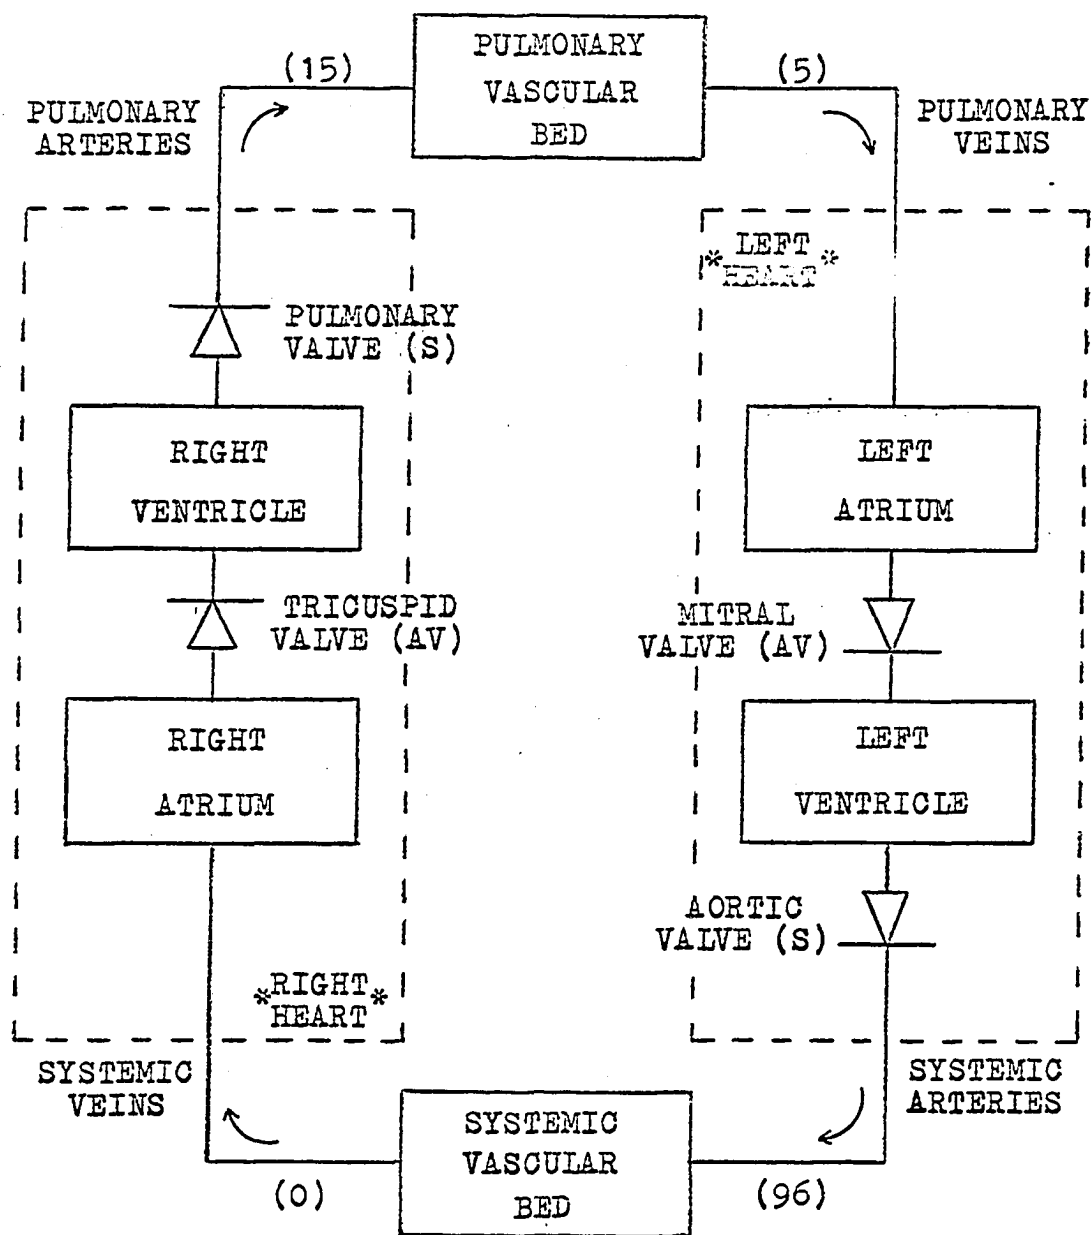 PULMONARY
VASCULAR
BED
(15)
(5)
PULMONARY
ARTERIES
PULMONARY
VEINS
*LEFT*
HEART
PULMONARY
VALVE (S)
RIGHT
VENTRICLE
LEFT
ATRIUM
TRICUSPID
VALVE (AV)
MITRAL
VALVE (AV)
RIGHT
ATRIUM
LEFT
VENTRICLE
AORTIC
VALVE (S)
*RIGHT*
HEART
SYSTEMIC
VEINS
SYSTEMIC
ARTERIES
SYSTEMIC
VASCULAR
BED
(0)
(96)